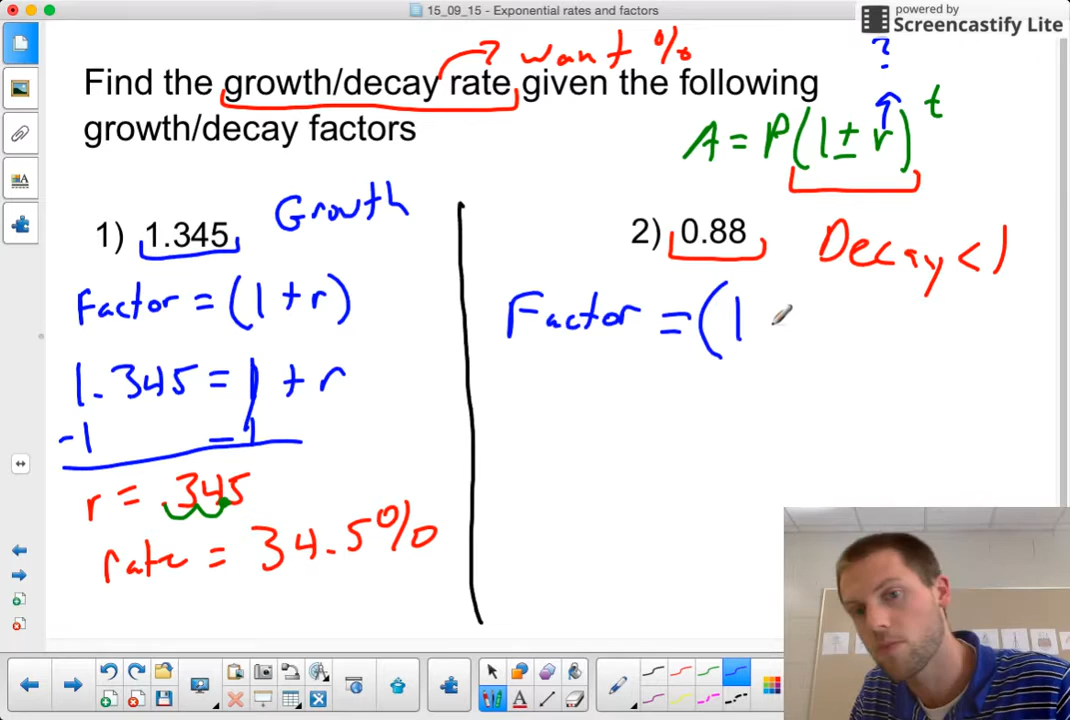 15_09_15 - Exponential rates and factors
powered by
Screencastify Lite
? want %
Find the growth/decay rate given the following
growth/decay factors
?
A = P(1 ± r)^t
1) 1.345 Growth
Factor = (1 + r)
1.345 = 1 + r
-1 -1
r = .345
rate = 34.5%
2) 0.88 Decay < 1
Factor = (1